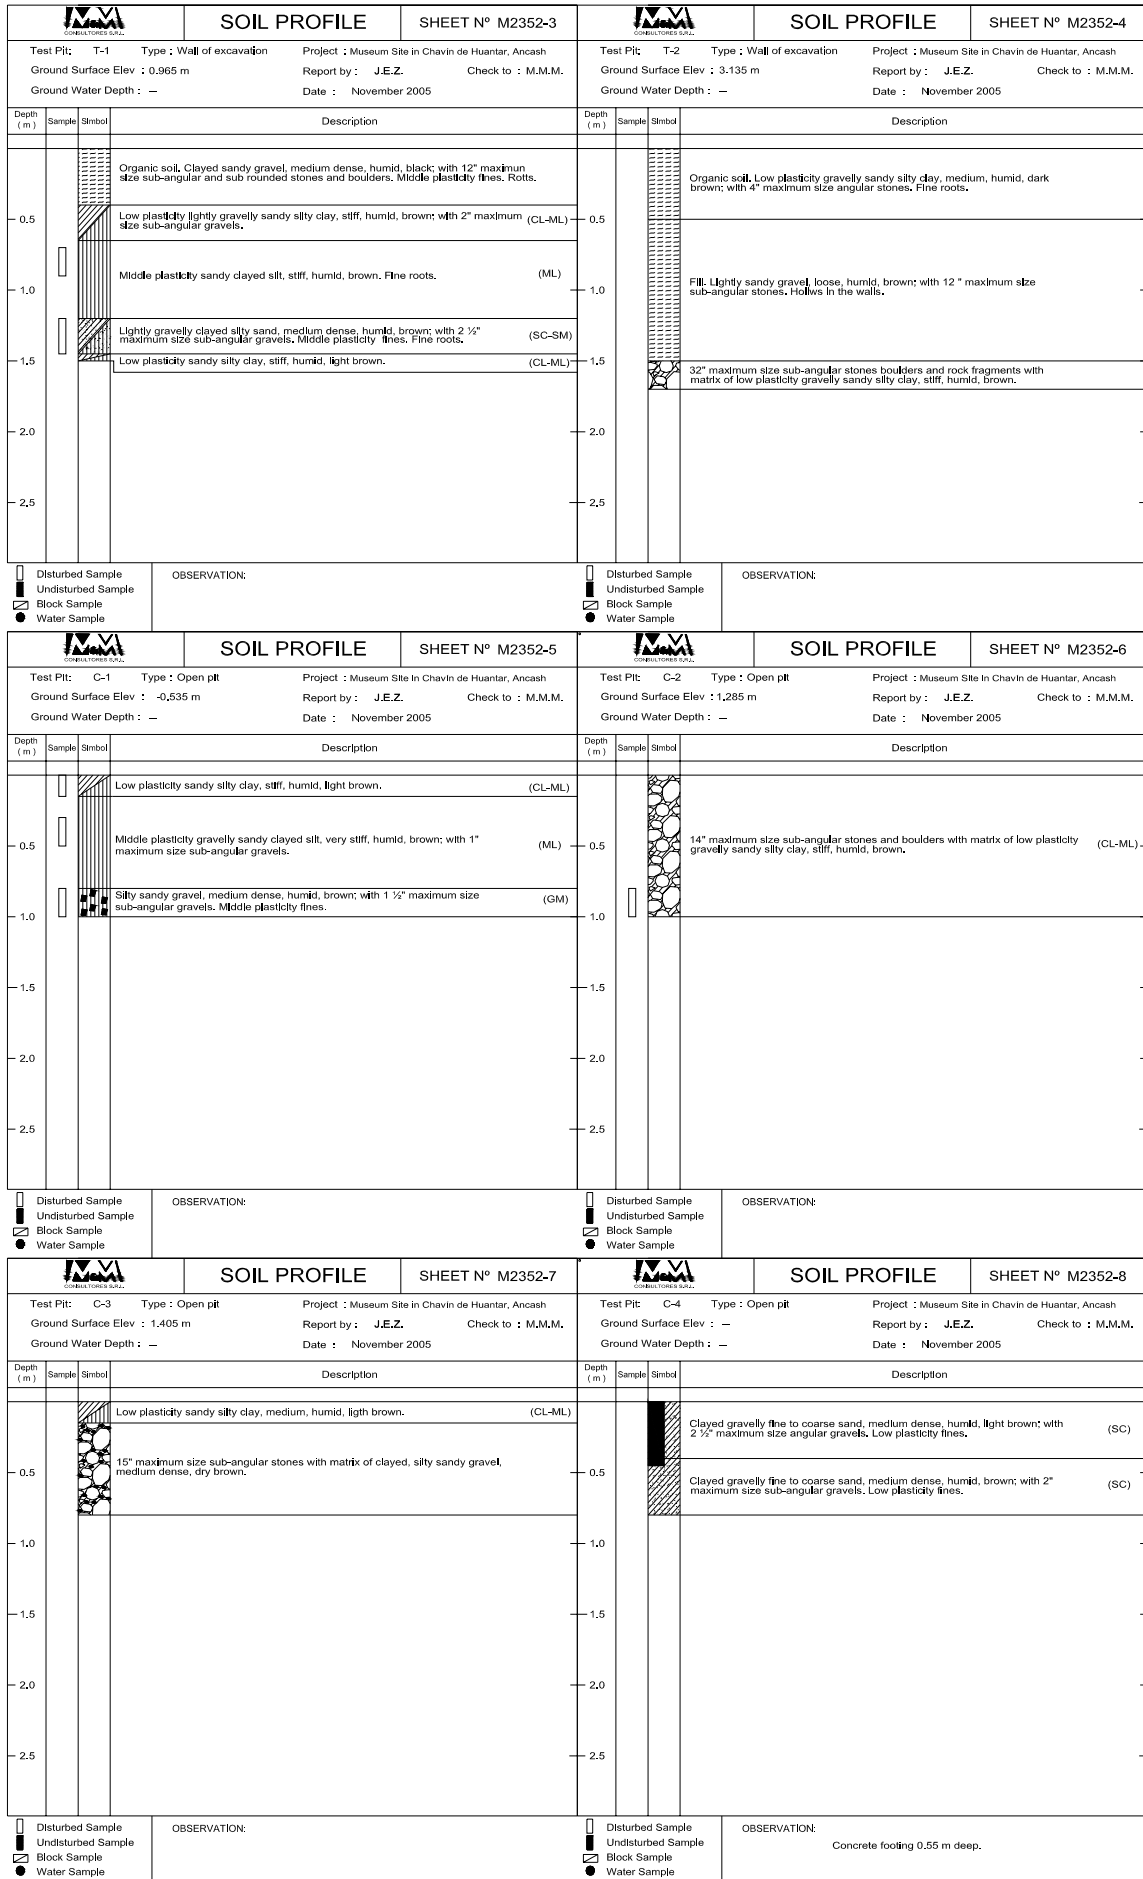 M&M
CONSULTORES S.R.L.
SOIL PROFILE
SHEET Nº M2352-3
Test Pit: T-1 Type : Wall of excavation Project : Museum Site in Chavín de Huantar, Ancash
Ground Surface Elev : 0.965 m Report by : J.E.Z. Check to : M.M.M.
Ground Water Depth : – Date : November 2005
Depth
( m ) Sample Simbol Description
Organic soil. Clayed sandy gravel, medium dense, humid, black; with 12" maximun
size sub-angular and sub rounded stones and boulders. Middle plasticity fines. Rotts.
0.5
Low plasticity lightly gravelly sandy silty clay, stiff, humid, brown; with 2" maximum
size sub-angular gravels.
(CL-ML)
Middle plasticity sandy clayed silt, stiff, humid, brown. Fine roots. (ML)
1.0
Lightly gravelly clayed silty sand, medium dense, humid, brown; with 2 ½"
maximum size sub-angular gravels. Middle plasticity fines. Fine roots.
(SC-SM)
1.5
Low plasticity sandy silty clay, stiff, humid, light brown. (CL-ML)
2.0
2.5
Disturbed Sample
Undisturbed Sample
Block Sample
Water Sample
OBSERVATION:
M&M
CONSULTORES S.R.L.
SOIL PROFILE
SHEET Nº M2352-4
Test Pit: T-2 Type : Wall of excavation Project : Museum Site in Chavín de Huantar, Ancash
Ground Surface Elev : 3.135 m Report by : J.E.Z. Check to : M.M.M.
Ground Water Depth : – Date : November 2005
Depth
( m ) Sample Simbol Description
Organic soil. Low plasticity gravelly sandy silty clay, medium, humid, dark
brown; with 4" maximum size angular stones. Fine roots.
0.5
Fill. Lightly sandy gravel, loose, humid, brown; with 12 " maximum size
sub-angular stones. Hollws in the walls.
1.0
1.5
32" maximum size sub-angular stones boulders and rock fragments with
matrix of low plasticity gravelly sandy silty clay, stiff, humid, brown.
2.0
2.5
Disturbed Sample
Undisturbed Sample
Block Sample
Water Sample
OBSERVATION:
M&M
CONSULTORES S.R.L.
SOIL PROFILE
SHEET Nº M2352-5
Test Pit: C-1 Type : Open pit Project : Museum Site in Chavín de Huantar, Ancash
Ground Surface Elev : -0.535 m Report by : J.E.Z. Check to : M.M.M.
Ground Water Depth : – Date : November 2005
Depth
( m ) Sample Simbol Description
Low plasticity sandy silty clay, stiff, humid, light brown. (CL-ML)
0.5
Middle plasticity gravelly sandy clayed silt, very stiff, humid, brown; with 1"
maximum size sub-angular gravels.
(ML)
Silty sandy gravel, medium dense, humid, brown; with 1 ½" maximum size
sub-angular gravels. Middle plasticity fines.
(GM)
1.0
1.5
2.0
2.5
Disturbed Sample
Undisturbed Sample
Block Sample
Water Sample
OBSERVATION:
M&M
CONSULTORES S.R.L.
SOIL PROFILE
SHEET Nº M2352-6
Test Pit: C-2 Type : Open pit Project : Museum Site in Chavín de Huantar, Ancash
Ground Surface Elev : 1.285 m Report by : J.E.Z. Check to : M.M.M.
Ground Water Depth : – Date : November 2005
Depth
( m ) Sample Simbol Description
0.5
14" maximum size sub-angular stones and boulders with matrix of low plasticity
gravelly sandy silty clay, stiff, humid, brown.
(CL-ML)
1.0
1.5
2.0
2.5
Disturbed Sample
Undisturbed Sample
Block Sample
Water Sample
OBSERVATION:
M&M
CONSULTORES S.R.L.
SOIL PROFILE
SHEET Nº M2352-7
Test Pit: C-3 Type : Open pit Project : Museum Site in Chavín de Huantar, Ancash
Ground Surface Elev : 1.405 m Report by : J.E.Z. Check to : M.M.M.
Ground Water Depth : – Date : November 2005
Depth
( m ) Sample Simbol Description
Low plasticity sandy silty clay, medium, humid, ligth brown. (CL-ML)
0.5
15" maximum size sub-angular stones with matrix of clayed, silty sandy gravel,
medium dense, dry brown.
1.0
1.5
2.0
2.5
Disturbed Sample
Undisturbed Sample
Block Sample
Water Sample
OBSERVATION:
M&M
CONSULTORES S.R.L.
SOIL PROFILE
SHEET Nº M2352-8
Test Pit: C-4 Type : Open pit Project : Museum Site in Chavín de Huantar, Ancash
Ground Surface Elev : – Report by : J.E.Z. Check to : M.M.M.
Ground Water Depth : – Date : November 2005
Depth
( m ) Sample Simbol Description
Clayed gravelly fine to coarse sand, medium dense, humid, light brown; with
2 ½" maximum size angular gravels. Low plasticity fines.
(SC)
0.5
Clayed gravelly fine to coarse sand, medium dense, humid, brown; with 2"
maximum size sub-angular gravels. Low plasticity fines.
(SC)
1.0
1.5
2.0
2.5
Disturbed Sample
Undisturbed Sample
Block Sample
Water Sample
OBSERVATION:
Concrete footing 0.55 m deep.